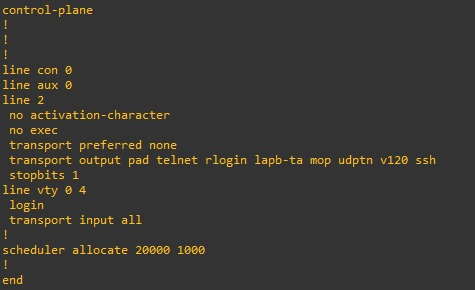 control-plane
!
!
!
line con 0
line aux 0
line 2
 no activation-character
 no exec
 transport preferred none
 transport output pad telnet rlogin lapb-ta mop udptn v120 ssh
 stopbits 1
line vty 0 4
 login
 transport input all
!
scheduler allocate 20000 1000
!
end